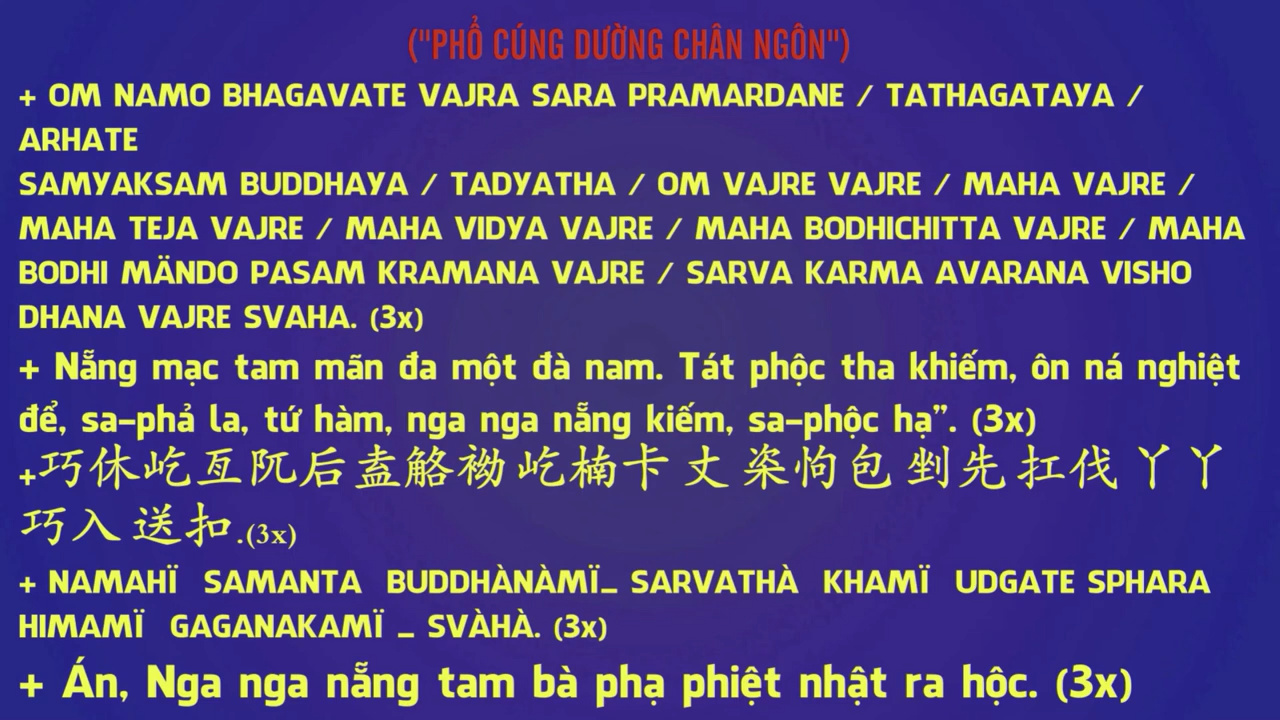 ("PHỔ CÚNG DƯỜNG CHÂN NGÔN")
+ OM NAMO BHAGAVATE VAJRA SARA PRAMARDANE / TATHAGATAYA /
ARHATE
SAMYAKSAM BUDDHAYA / TADYATHA / OM VAJRE VAJRE / MAHA VAJRE /
MAHA TEJA VAJRE / MAHA VIDYA VAJRE / MAHA BODHICHITTA VAJRE / MAHA
BODHI MÄNDO PASAM KRAMANA VAJRE / SARVA KARMA AVARANA VISHO
DHANA VAJRE SVAHA. (3x)
+ Nẵng mạc tam mãn đa một đà nam. Tát phộc tha khiếm, ôn ná nghiệt
để, sa-phả la, tứ hàm, nga nga nẵng kiếm, sa-phộc hạ”. (3x)
+巧休屹亙阢后盍觡袎 屹楠卡 丈 桼怐包 剉先 扛伐 丫丫
巧入 送扣.(3x)
+ NAMAHÏ SAMANTA BUDDHÀNÀMÏ_ SARVATHÀ KHAMÏ UDGATE SPHARA
HIMAMÏ GAGANAKAMÏ _ SVÀHÀ. (3x)
+ Án, Nga nga nẵng tam bà phạ phiệt nhật ra hộc. (3x)